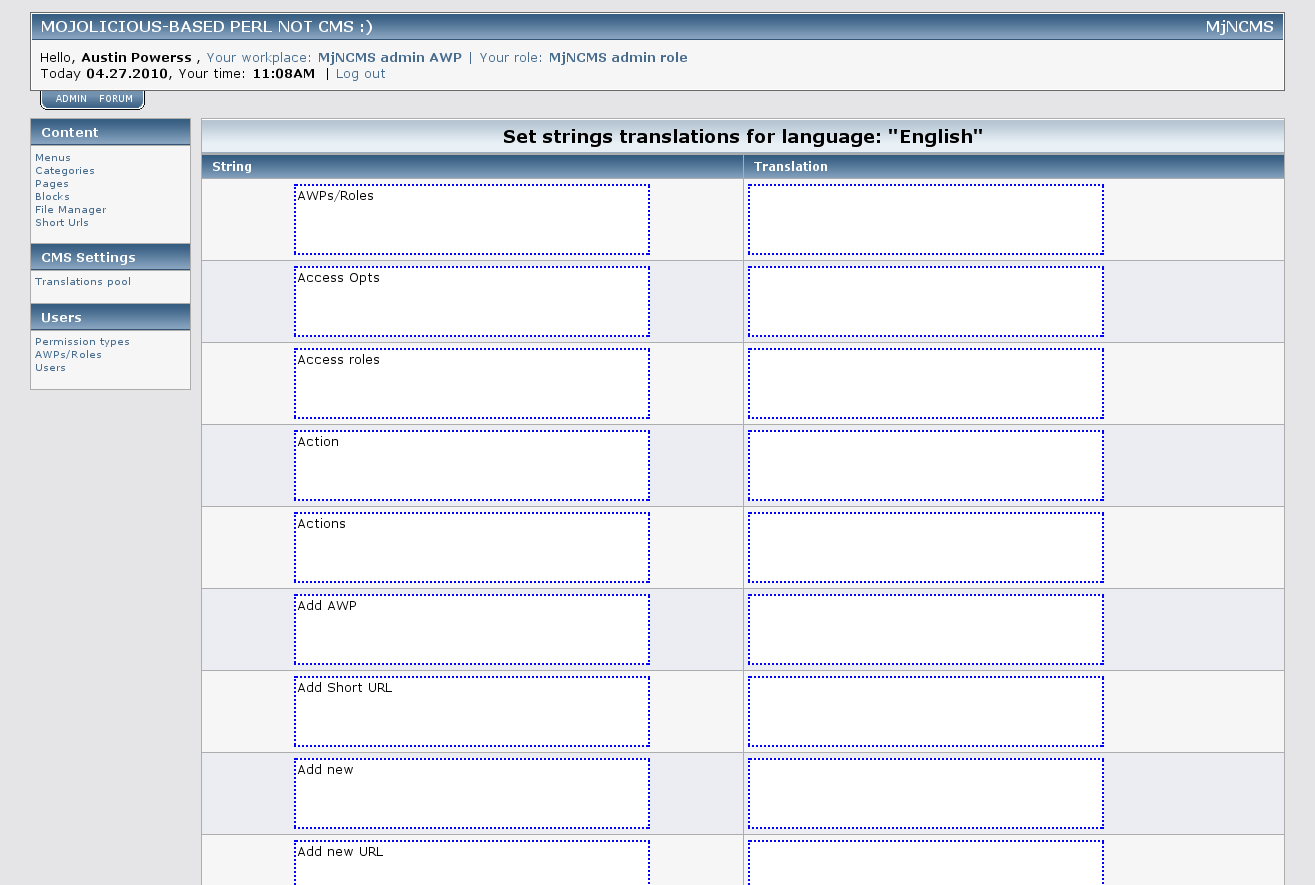 MOJOLICIOUS-BASED PERL NOT CMS :) MjNCMS
Hello, Austin Powerss , Your workplace: MjNCMS admin AWP | Your role: MjNCMS admin role
Today 04.27.2010, Your time: 11:08AM | Log out
ADMIN FORUM
Content
Menus
Categories
Pages
Blocks
File Manager
Short Urls
CMS Settings
Translations pool
Users
Permission types
AWPs/Roles
Users
Set strings translations for language: "English"
String Translation
AWPs/Roles
Access Opts
Access roles
Action
Actions
Add AWP
Add Short URL
Add new
Add new URL